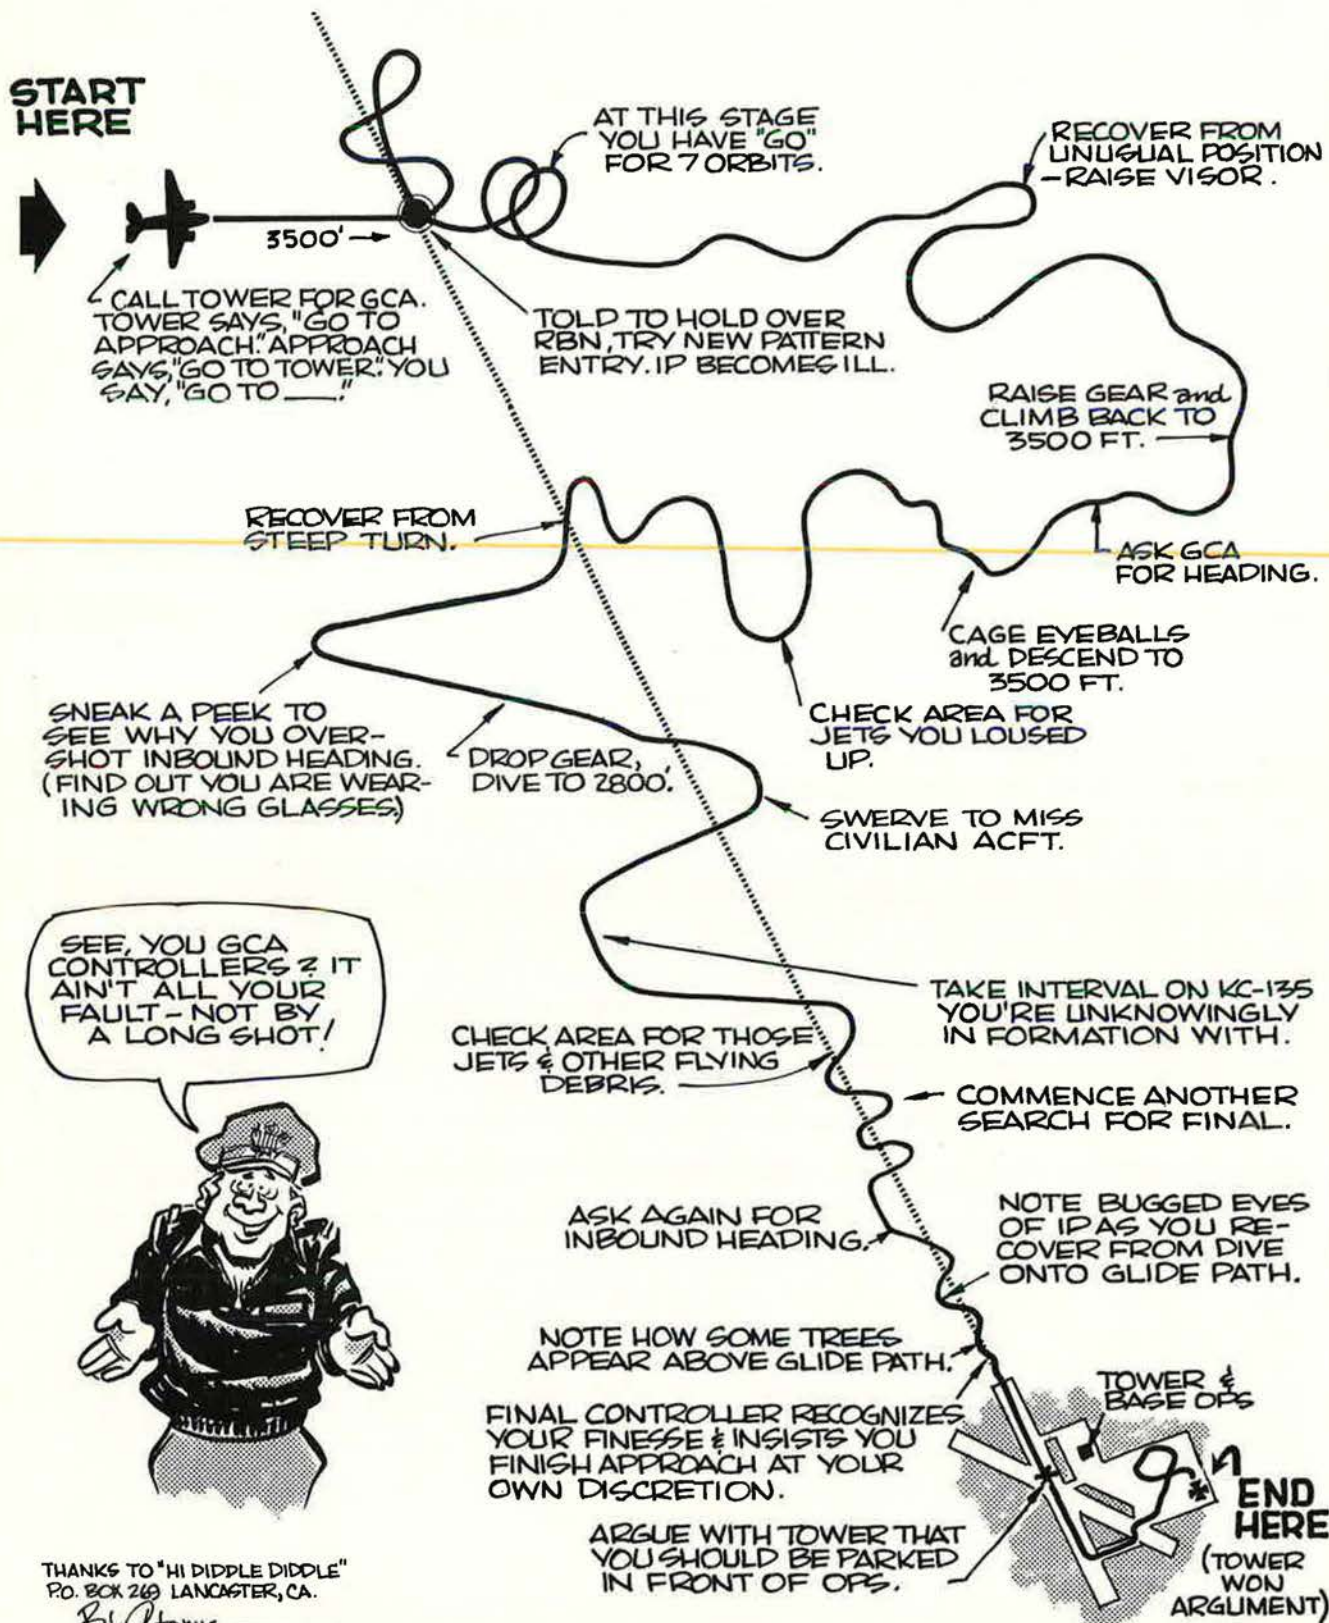 START
HERE
3500'
CALL TOWER FOR GCA.
TOWER SAYS, "GO TO
APPROACH." APPROACH
SAYS, "GO TO TOWER." YOU
SAY, "GO TO ___."
AT THIS STAGE
YOU HAVE "GO"
FOR 7 ORBITS.
TOLD TO HOLD OVER
RBN, TRY NEW PATTERN
ENTRY. IP BECOMES ILL.
RECOVER FROM
UNUSUAL POSITION
–RAISE VISOR.
RAISE GEAR and
CLIMB BACK TO
3500 FT.
ASK GCA
FOR HEADING.
CAGE EYEBALLS
and DESCEND TO
3500 FT.
CHECK AREA FOR
JETS YOU LOUSED
UP.
RECOVER FROM
STEEP TURN.
SNEAK A PEEK TO
SEE WHY YOU OVER-
SHOT INBOUND HEADING.
(FIND OUT YOU ARE WEAR-
ING WRONG GLASSES.)
DROP GEAR,
DIVE TO 2800'.
SWERVE TO MISS
CIVILIAN ACFT.
TAKE INTERVAL ON KC-135
YOU'RE UNKNOWINGLY
IN FORMATION WITH.
CHECK AREA FOR THOSE
JETS & OTHER FLYING
DEBRIS.
COMMENCE ANOTHER
SEARCH FOR FINAL.
ASK AGAIN FOR
INBOUND HEADING.
NOTE BUGGED EYES
OF IP AS YOU RE-
COVER FROM DIVE
ONTO GLIDE PATH.
NOTE HOW SOME TREES
APPEAR ABOVE GLIDE PATH.
FINAL CONTROLLER RECOGNIZES
YOUR FINESSE & INSISTS YOU
FINISH APPROACH AT YOUR
OWN DISCRETION.
TOWER &
BASE OPS
ARGUE WITH TOWER THAT
YOU SHOULD BE PARKED
IN FRONT OF OPS.
END
HERE
(TOWER
WON
ARGUMENT)
SEE, YOU GCA
CONTROLLERS? IT
AIN'T ALL YOUR
FAULT – NOT BY
A LONG SHOT!
THANKS TO "HI DIDDLE DIDDLE"
P.O. BOX 269 LANCASTER, CA.